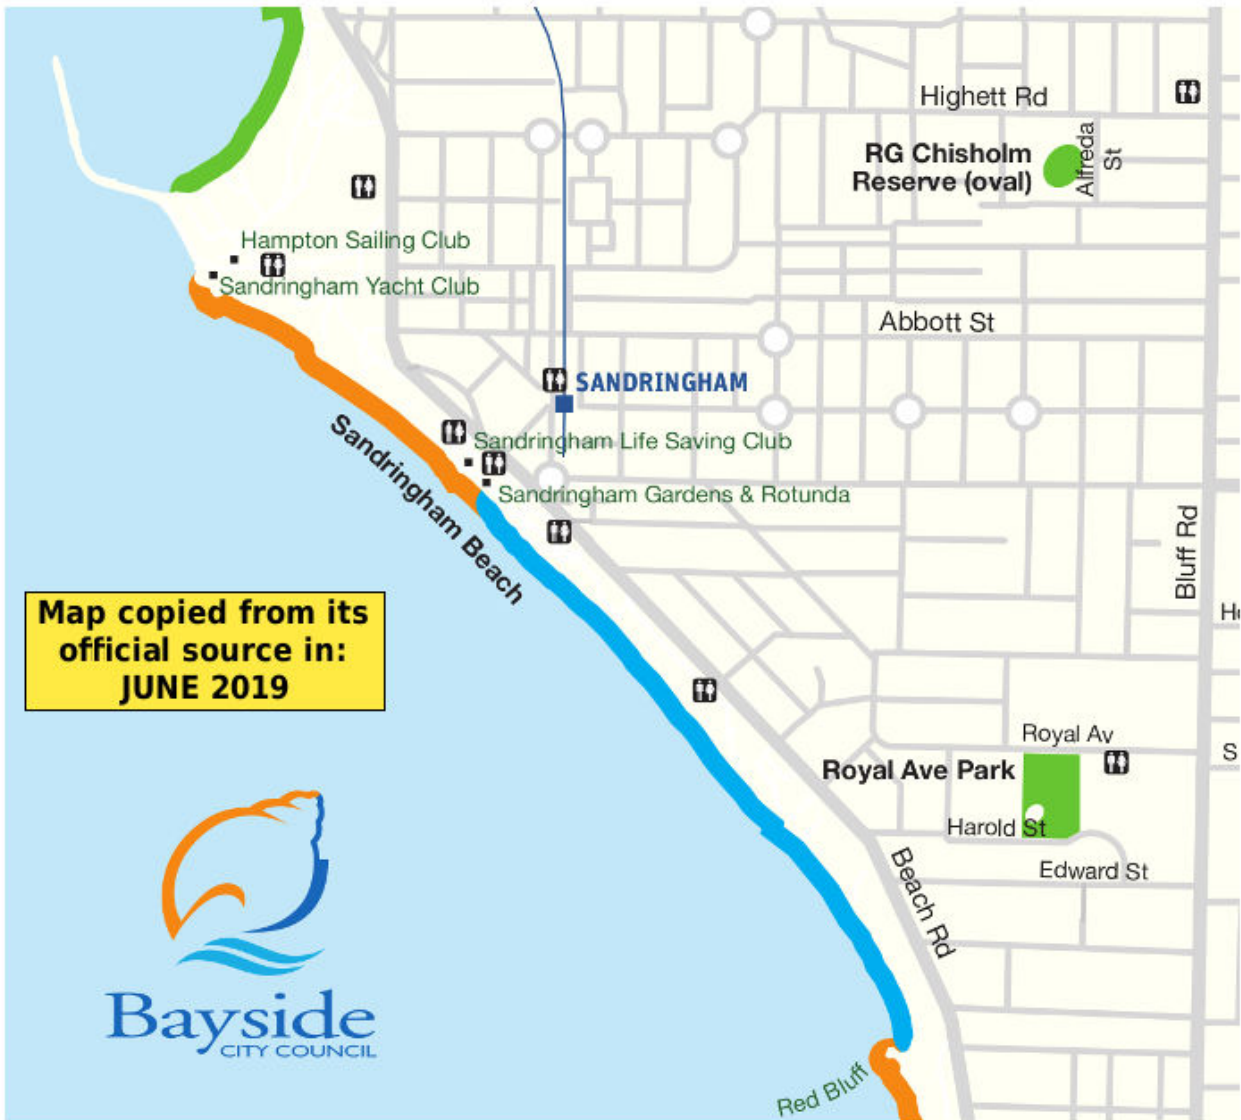 Highett Rd
RG Chisholm
Reserve (oval)
Alfreda
St
Hampton Sailing Club
Sandringham Yacht Club
Abbott St
SANDRINGHAM
Sandringham Life Saving Club
Sandringham Gardens & Rotunda
Sandringham Beach
Bluff Rd
Map copied from its
official source in:
JUNE 2019
Royal Av
Royal Ave Park
Harold St
Edward St
Beach Rd
Bayside
CITY COUNCIL
Red Bluff